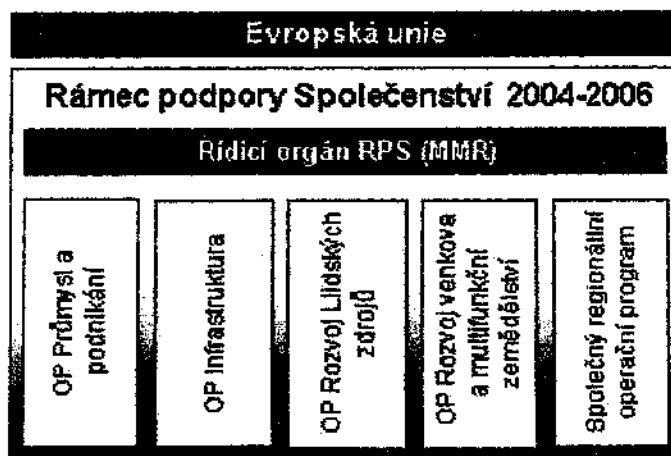 Evropská unie
Rámec podpory Společenství 2004-2006
Řídicí orgán RPS (MMR)
OP Průmysl a
podnikání
OP Infrastruktura
OP Rozvoj Lidských
zdrojů
OP Rozvoj venkova
a multifunkční
zemědělství
Společný regionální
operační program